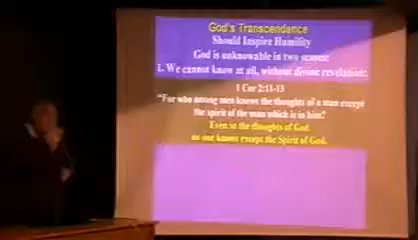 God's Transcendence
Should Inspire Humility
God is unknowable in two senses:
1. We cannot know at all, without divine revelation:
1 Cor 2:11-13
"For who among men knows the thoughts of a man except
the spirit of the man which is in him?
Even so the thoughts of God
no one knows except the Spirit of God.